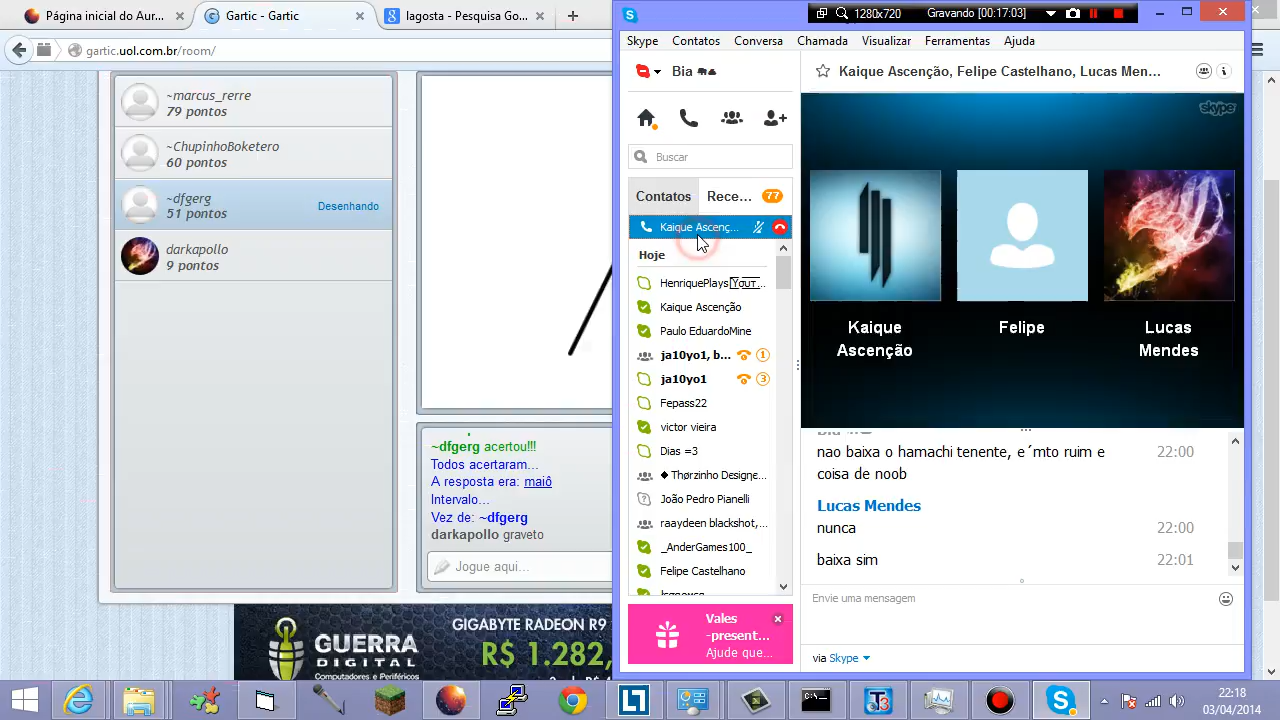 Página inicial do Aur...
Gartic - Gartic
lagosta - Pesquisa Go...
gartic.uol.com.br/room/
~marcus_rerre
79 pontos
~ChupinhoBoketero
60 pontos
~dfgerg
51 pontos
Desenhando
darkapollo
9 pontos
~dfgerg acertou!!!
Todos acertaram...
A resposta era: maiô
Intervalo...
Vez de: ~dfgerg
darkapollo graveto
Jogue aqui...
GUERRA
DIGITAL
Computadores e Periféricos
GIGABYTE RADEON R9
R$ 1.282,
1280x720
Gravando [00:17:03]
Skype Contatos Conversa Chamada Visualizar Ferramentas Ajuda
Bia
Buscar
Contatos
Rece... 77
Kaique Ascenç...
Hoje
HenriquePlays
Kaique Ascenção
Paulo EduardoMine
ja10yo1, b... 1
ja10yo1 3
Fepass22
victor vieira
Dias =3
◆ Thørzinho Designe...
João Pedro Pianelli
raaydeen blackshot,...
_AnderGames100_
Felipe Castelhano
Vales
-present...
Ajude que...
Kaique Ascenção, Felipe Castelhano, Lucas Men...
skype
Kaique
Ascenção
Felipe
Lucas
Mendes
nao baixa o hamachi tenente, e´mto ruim e 22:00
coisa de noob
Lucas Mendes
nunca 22:00
baixa sim 22:01
Envie uma mensagem
via Skype
22:18
03/04/2014